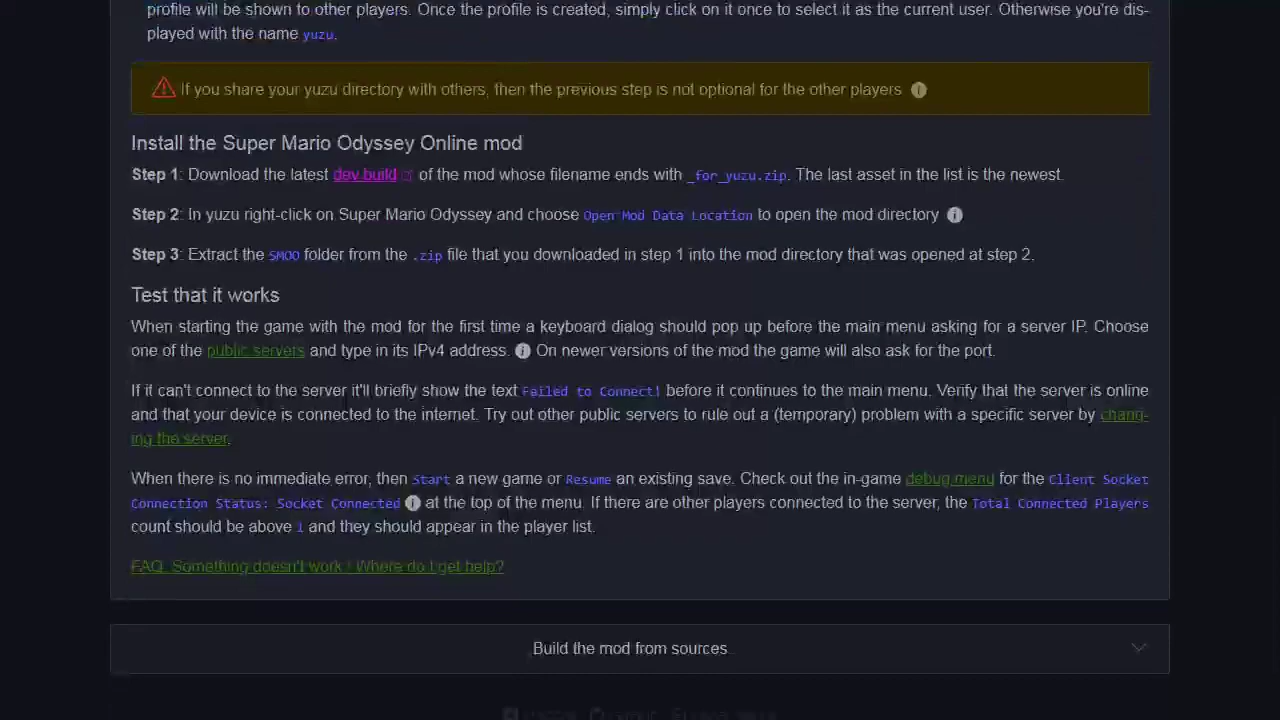 profile will be shown to other players. Once the profile is created, simply click on it once to select it as the current user. Otherwise you're dis-
played with the name yuzu.
If you share your yuzu directory with others, then the previous step is not optional for the other players
Install the Super Mario Odyssey Online mod
Step 1: Download the latest dev build of the mod whose filename ends with _for_yuzu.zip. The last asset in the list is the newest.
Step 2: In yuzu right-click on Super Mario Odyssey and choose Open Mod Data Location to open the mod directory
Step 3: Extract the SMOO folder from the .zip file that you downloaded in step 1 into the mod directory that was opened at step 2.
Test that it works
When starting the game with the mod for the first time a keyboard dialog should pop up before the main menu asking for a server IP. Choose
one of the public servers and type in its IPv4 address. On newer versions of the mod the game will also ask for the port.
If it can't connect to the server it'll briefly show the text Failed to Connect! before it continues to the main menu. Verify that the server is online
and that your device is connected to the internet. Try out other public servers to rule out a (temporary) problem with a specific server by chang-
ing the server.
When there is no immediate error, then Start a new game or Resume an existing save. Check out the in-game debug menu for the Client Socket
Connection Status: Socket Connected at the top of the menu. If there are other players connected to the server, the Total Connected Players
count should be above 1 and they should appear in the player list.
FAQ: Something doesn't work! Where do I get help?
Build the mod from sources